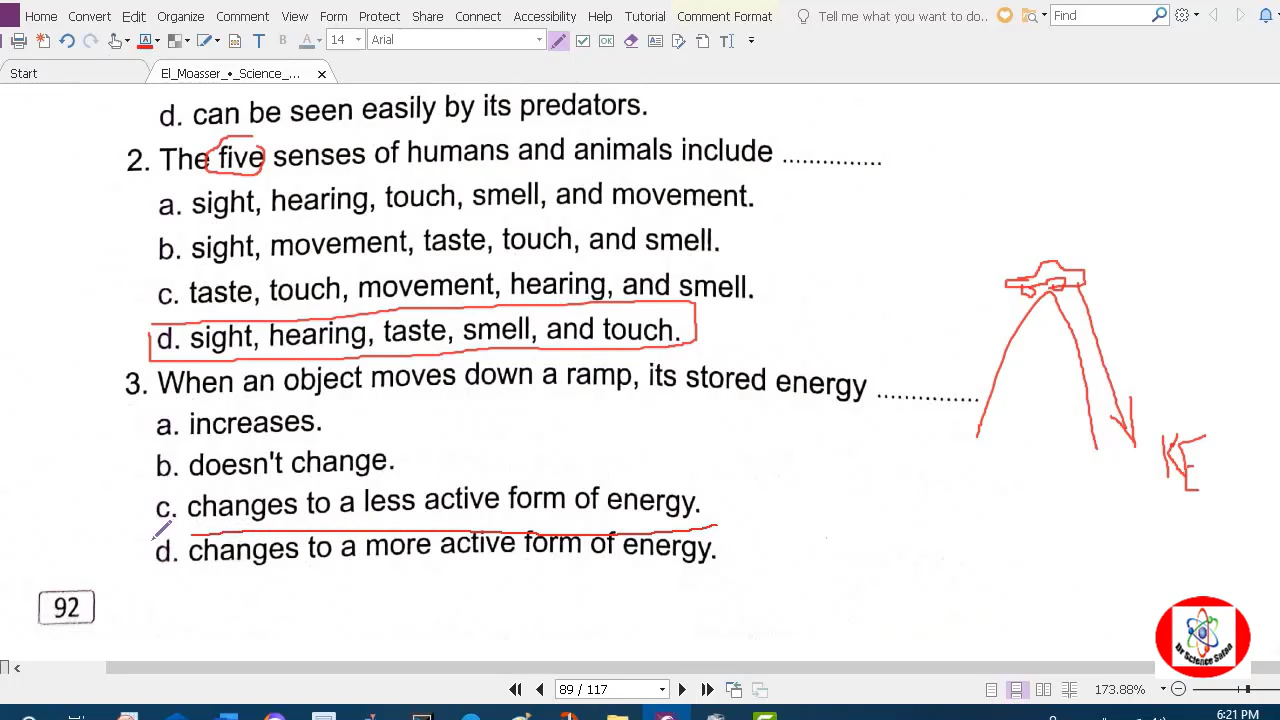 Home Convert Edit Organize Comment View Form Protect Share Connect Accessibility Help Tutorial Comment Format Tell me what you want to do.. Find
14 Arial
Start El_Moasser_•_Science_...
d. can be seen easily by its predators.
2. The five senses of humans and animals include ...............
a. sight, hearing, touch, smell, and movement.
b. sight, movement, taste, touch, and smell.
c. taste, touch, movement, hearing, and smell.
d. sight, hearing, taste, smell, and touch.
3. When an object moves down a ramp, its stored energy ...............
a. increases.
b. doesn't change.
c. changes to a less active form of energy.
d. changes to a more active form of energy.
KE
92
Dr Science Safaa
89 / 117 173.88%
6:21 PM